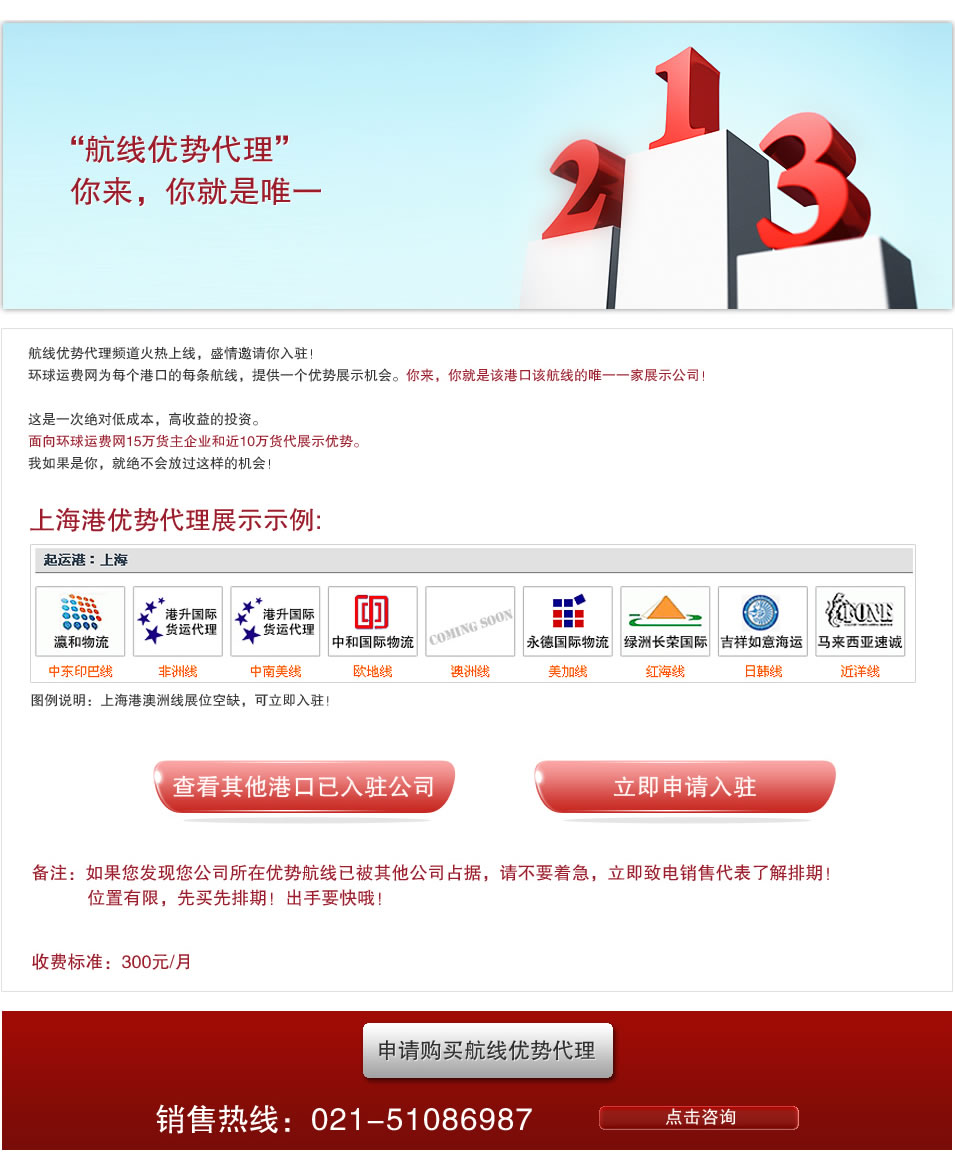 1
2
3
“航线优势代理”
你来，你就是唯一
航线优势代理频道火热上线，盛情邀请你入驻！
环球运费网为每个港口的每条航线，提供一个优势展示机会。你来，你就是该港口该航线的唯一一家展示公司！
这是一次绝对低成本，高收益的投资。
面向环球运费网15万货主企业和近10万货代展示优势。
我如果是你，就绝不会放过这样的机会！
上海港优势代理展示示例:
起运港：上海
瀛和物流
港升国际
货运代理
港升国际
货运代理
中和国际物流
COMING SOON
永德国际物流
绿洲长荣国际
吉祥如意海运
马来西亚速诚
中东印巴线
非洲线
中南美线
欧地线
澳洲线
美加线
红海线
日韩线
近洋线
图例说明：上海港澳洲线展位空缺，可立即入驻！
查看其他港口已入驻公司
立即申请入驻
备注：如果您发现您公司所在优势航线已被其他公司占据，请不要着急，立即致电销售代表了解排期！
位置有限，先买先排期！出手要快哦！
收费标准：300元/月
申请购买航线优势代理
销售热线：021-51086987
点击咨询